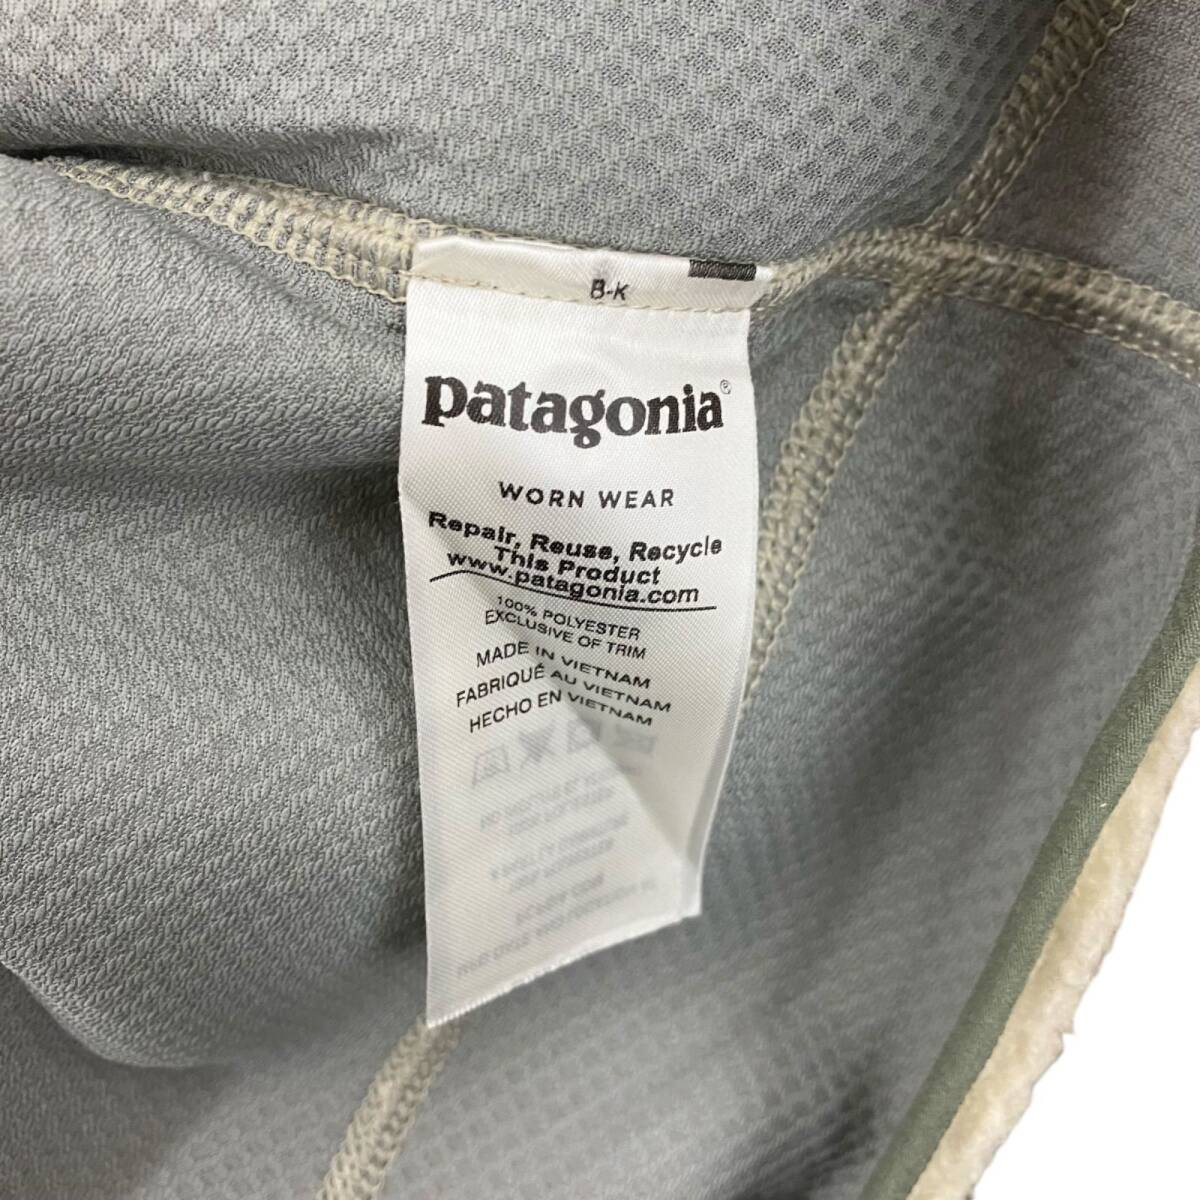 B-K
patagonia®
WORN WEAR
Repair, Reuse, Recycle
This Product
www.patagonia.com
100% POLYESTER
EXCLUSIVE OF TRIM
MADE IN VIETNAM
FABRIQUÉ AU VIETNAM
HECHO EN VIETNAM